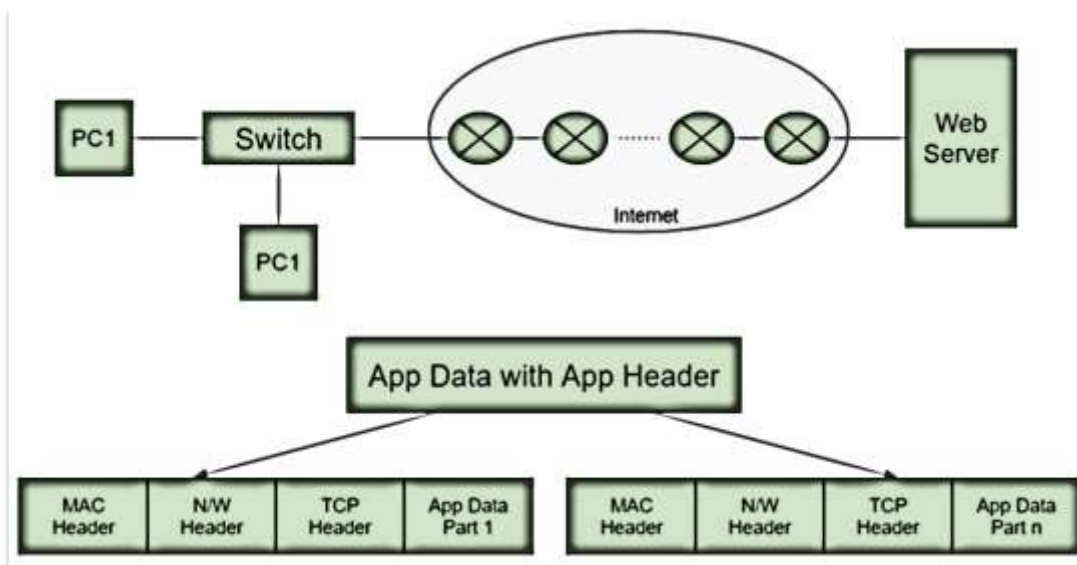 PC1
Switch
Web
Server
Internet
PC1
App Data with App Header
MAC
Header
N/W
Header
TCP
Header
App Data
Part 1
MAC
Header
N/W
Header
TCP
Header
App Data
Part n